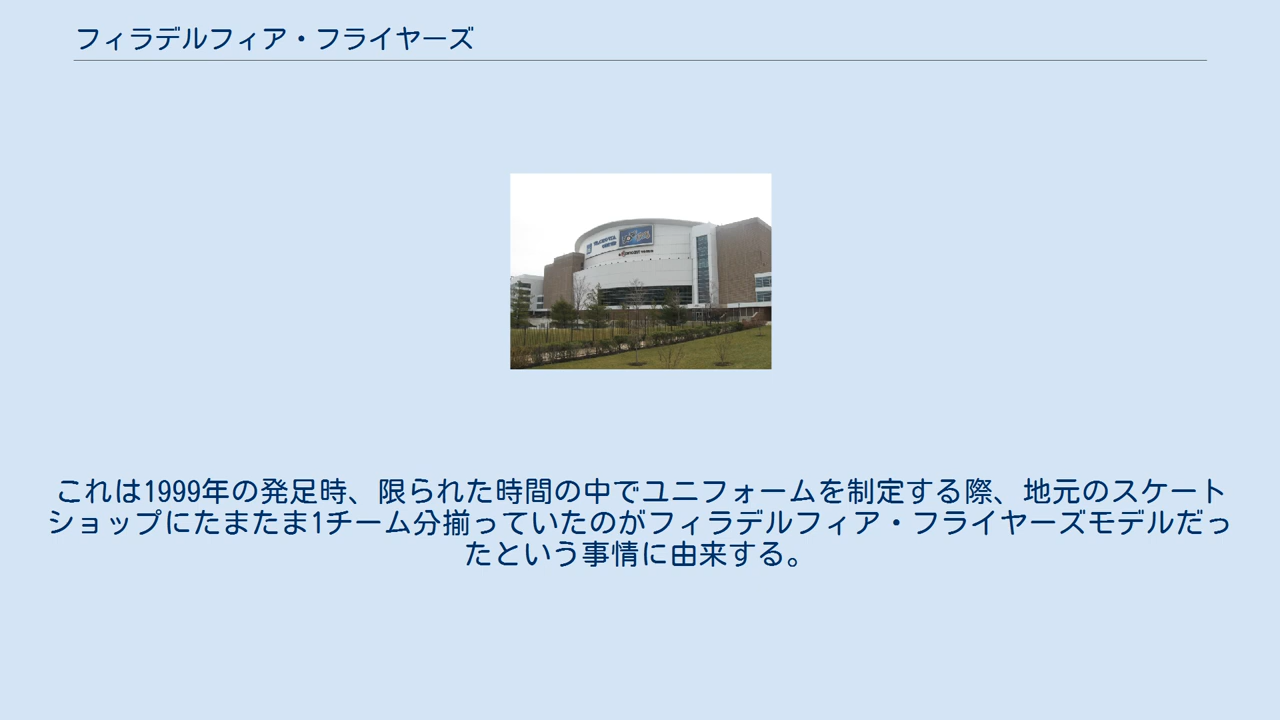 フィラデルフィア・フライヤーズ
これは1999年の発足時、限られた時間の中でユニフォームを制定する際、地元のスケート
ショップにたまたま1チーム分揃っていたのがフィラデルフィア・フライヤーズモデルだっ
たという事情に由来する。